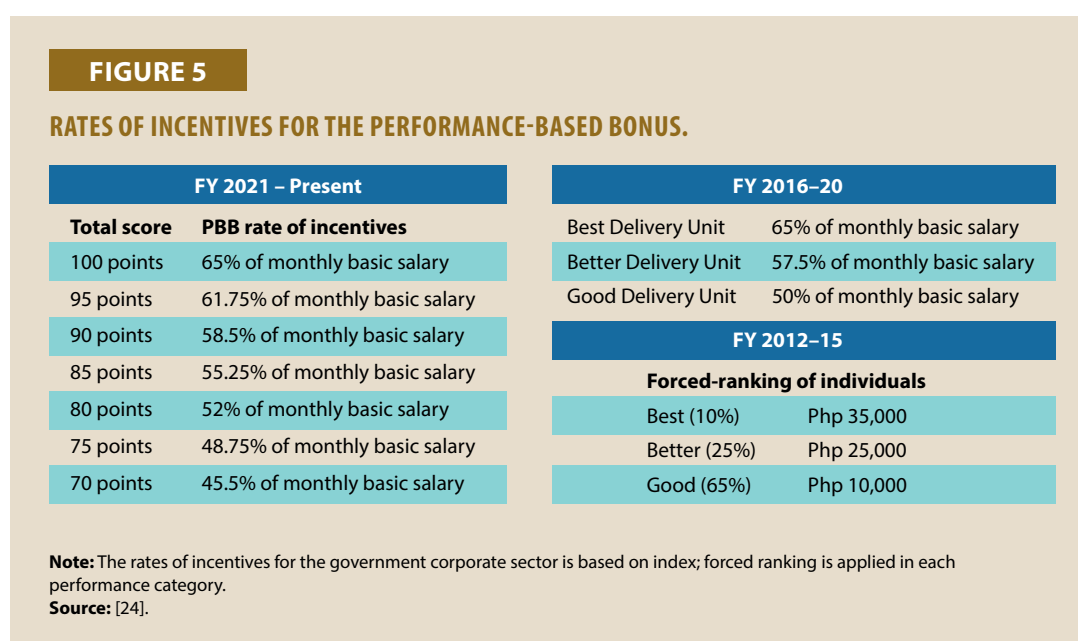 FIGURE 5
RATES OF INCENTIVES FOR THE PERFORMANCE-BASED BONUS.
FY 2021 – Present
Total score PBB rate of incentives
100 points 65% of monthly basic salary
95 points 61.75% of monthly basic salary
90 points 58.5% of monthly basic salary
85 points 55.25% of monthly basic salary
80 points 52% of monthly basic salary
75 points 48.75% of monthly basic salary
70 points 45.5% of monthly basic salary
FY 2016–20
Best Delivery Unit 65% of monthly basic salary
Better Delivery Unit 57.5% of monthly basic salary
Good Delivery Unit 50% of monthly basic salary
FY 2012–15
Forced-ranking of individuals
Best (10%) Php 35,000
Better (25%) Php 25,000
Good (65%) Php 10,000
Note: The rates of incentives for the government corporate sector is based on index; forced ranking is applied in each
performance category.
Source: [24].